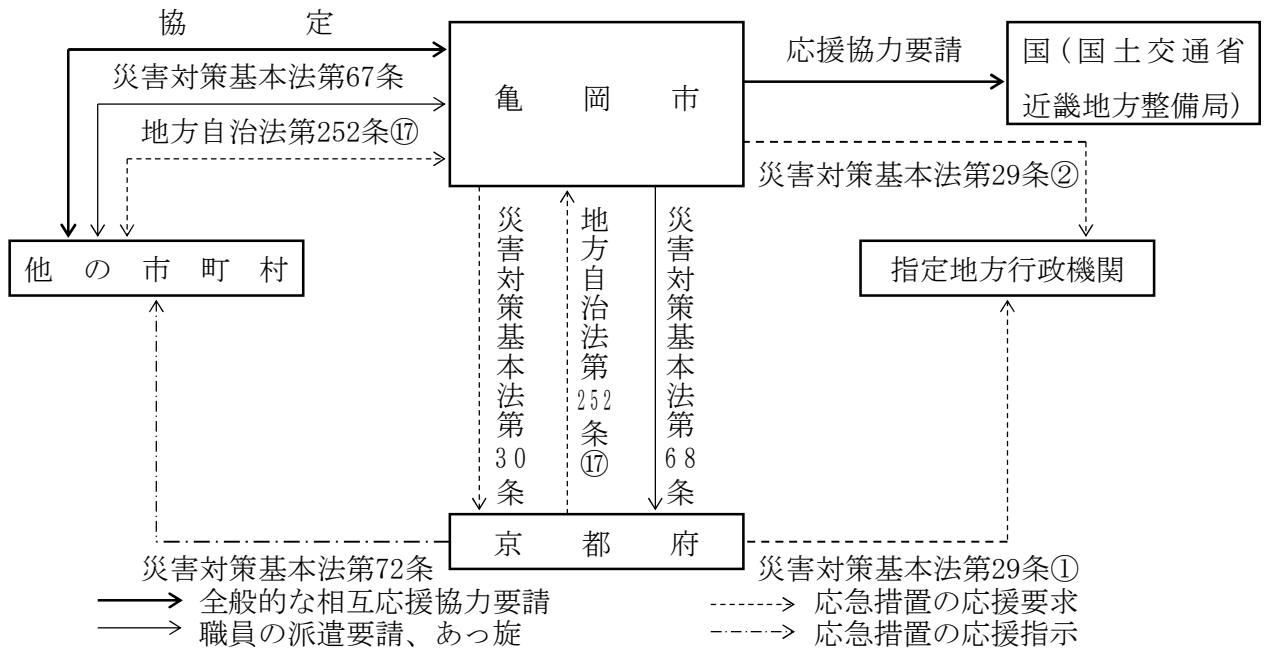 協定
応援協力要請
国(国土交通省
近畿地方整備局)
災害対策基本法第67条
亀岡市
地方自治法第252条⑰
災害対策基本法第29条②
他の市町村
災害対策基本法第30条
地方自治法第252条⑰
災害対策基本法第68条
指定地方行政機関
京都府
災害対策基本法第72条
災害対策基本法第29条①
全般的な相互応援協力要請
応急措置の応援要求
職員の派遣要請、あっ旋
応急措置の応援指示